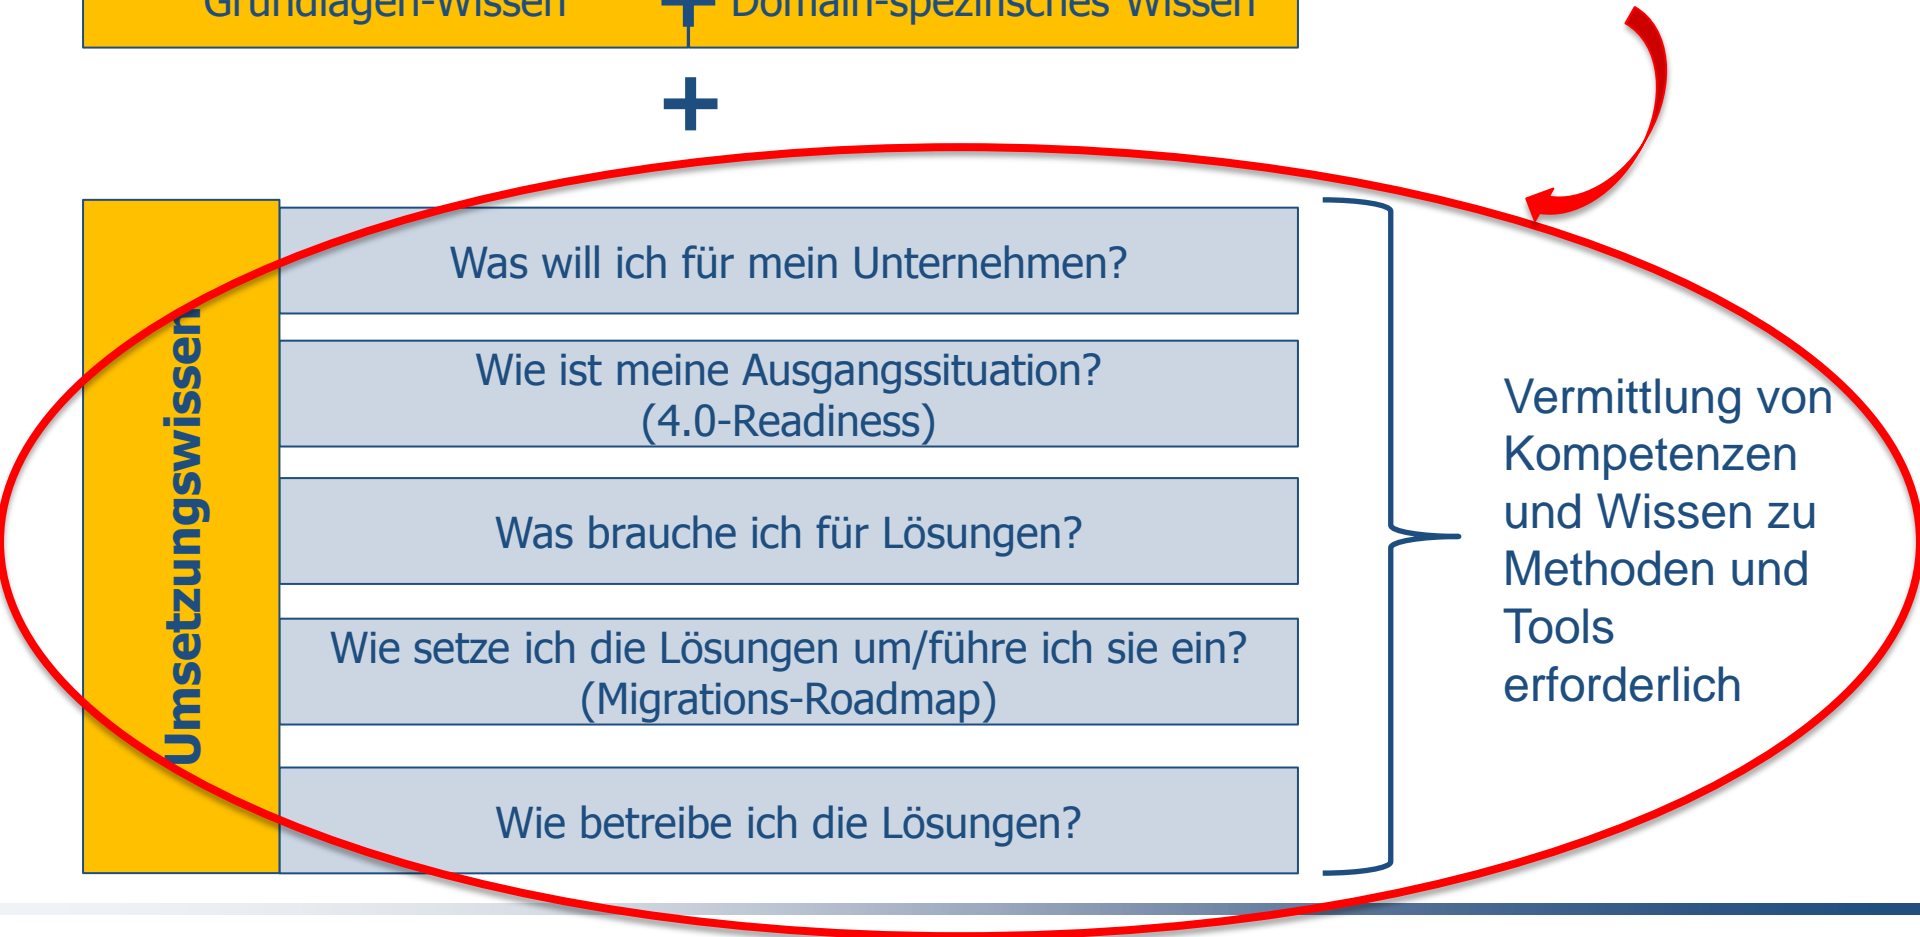 Grundlagen-Wissen + Domain-spezifisches Wissen
+
Umsetzungswissen
Was will ich für mein Unternehmen?
Wie ist meine Ausgangssituation?
(4.0-Readiness)
Was brauche ich für Lösungen?
Wie setze ich die Lösungen um/führe ich sie ein?
(Migrations-Roadmap)
Wie betreibe ich die Lösungen?
Vermittlung von
Kompetenzen
und Wissen zu
Methoden und
Tools
erforderlich